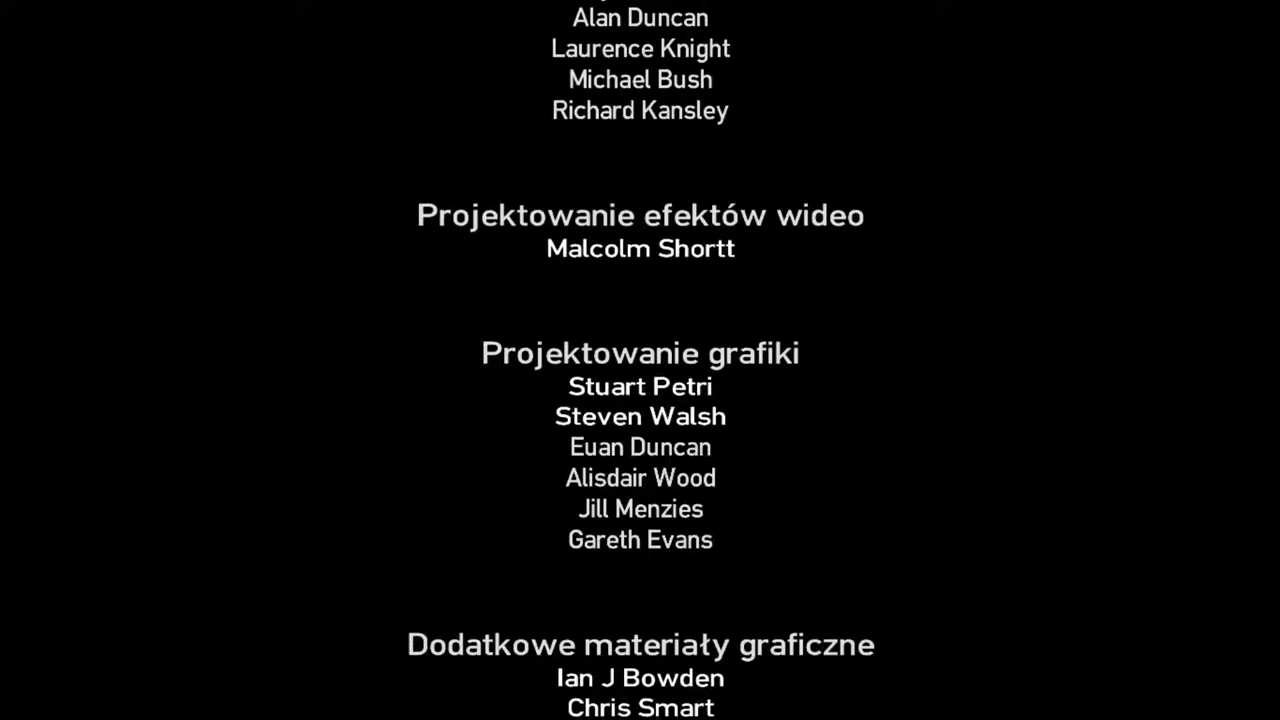 Alan Duncan
Laurence Knight
Michael Bush
Richard Kansley
Projektowanie efektów wideo
Malcolm Shortt
Projektowanie grafiki
Stuart Petri
Steven Walsh
Euan Duncan
Alisdair Wood
Jill Menzies
Gareth Evans
Dodatkowe materiały graficzne
Ian J Bowden
Chris Smart